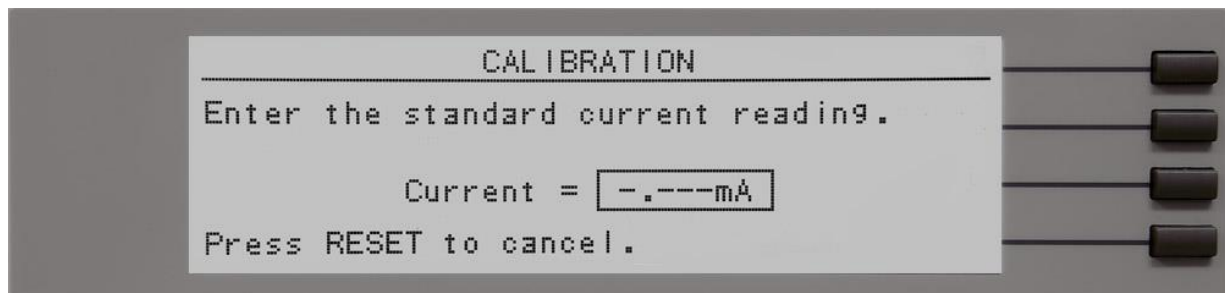 CALIBRATION
Enter the standard current reading.
Current = -.---mA
Press RESET to cancel.